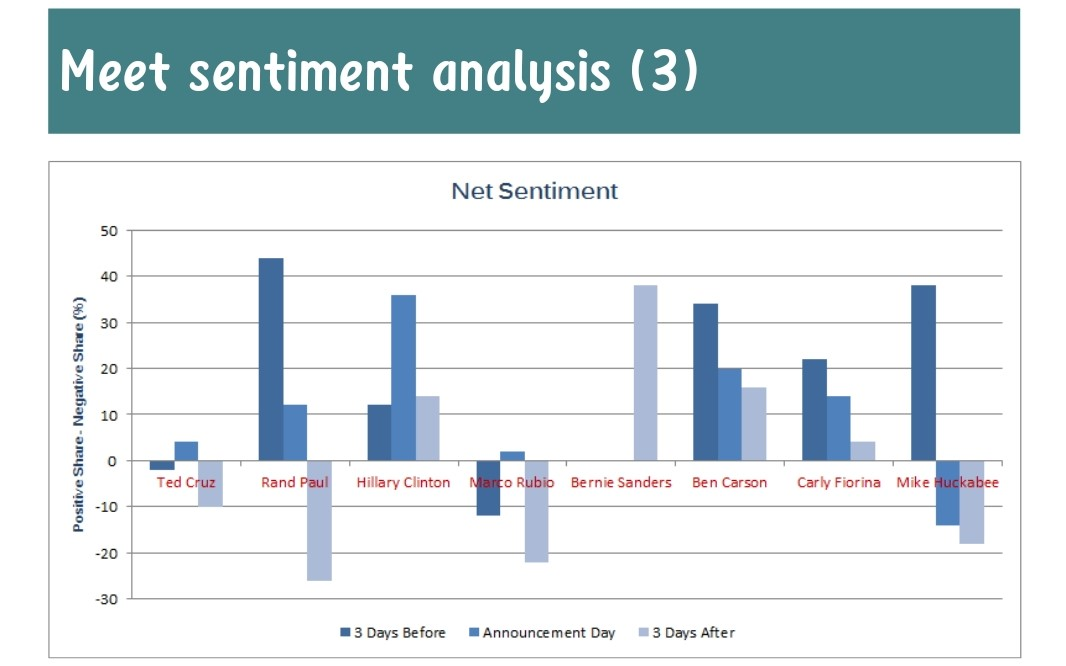 Meet sentiment analysis (3)
Net Sentiment
Positive Share - Negative Share (%)
50
40
30
20
10
0
-10
-20
-30
Ted Cruz Rand Paul Hillary Clinton Marco Rubio Bernie Sanders Ben Carson Carly Fiorina Mike Huckabee
3 Days Before Announcement Day 3 Days After